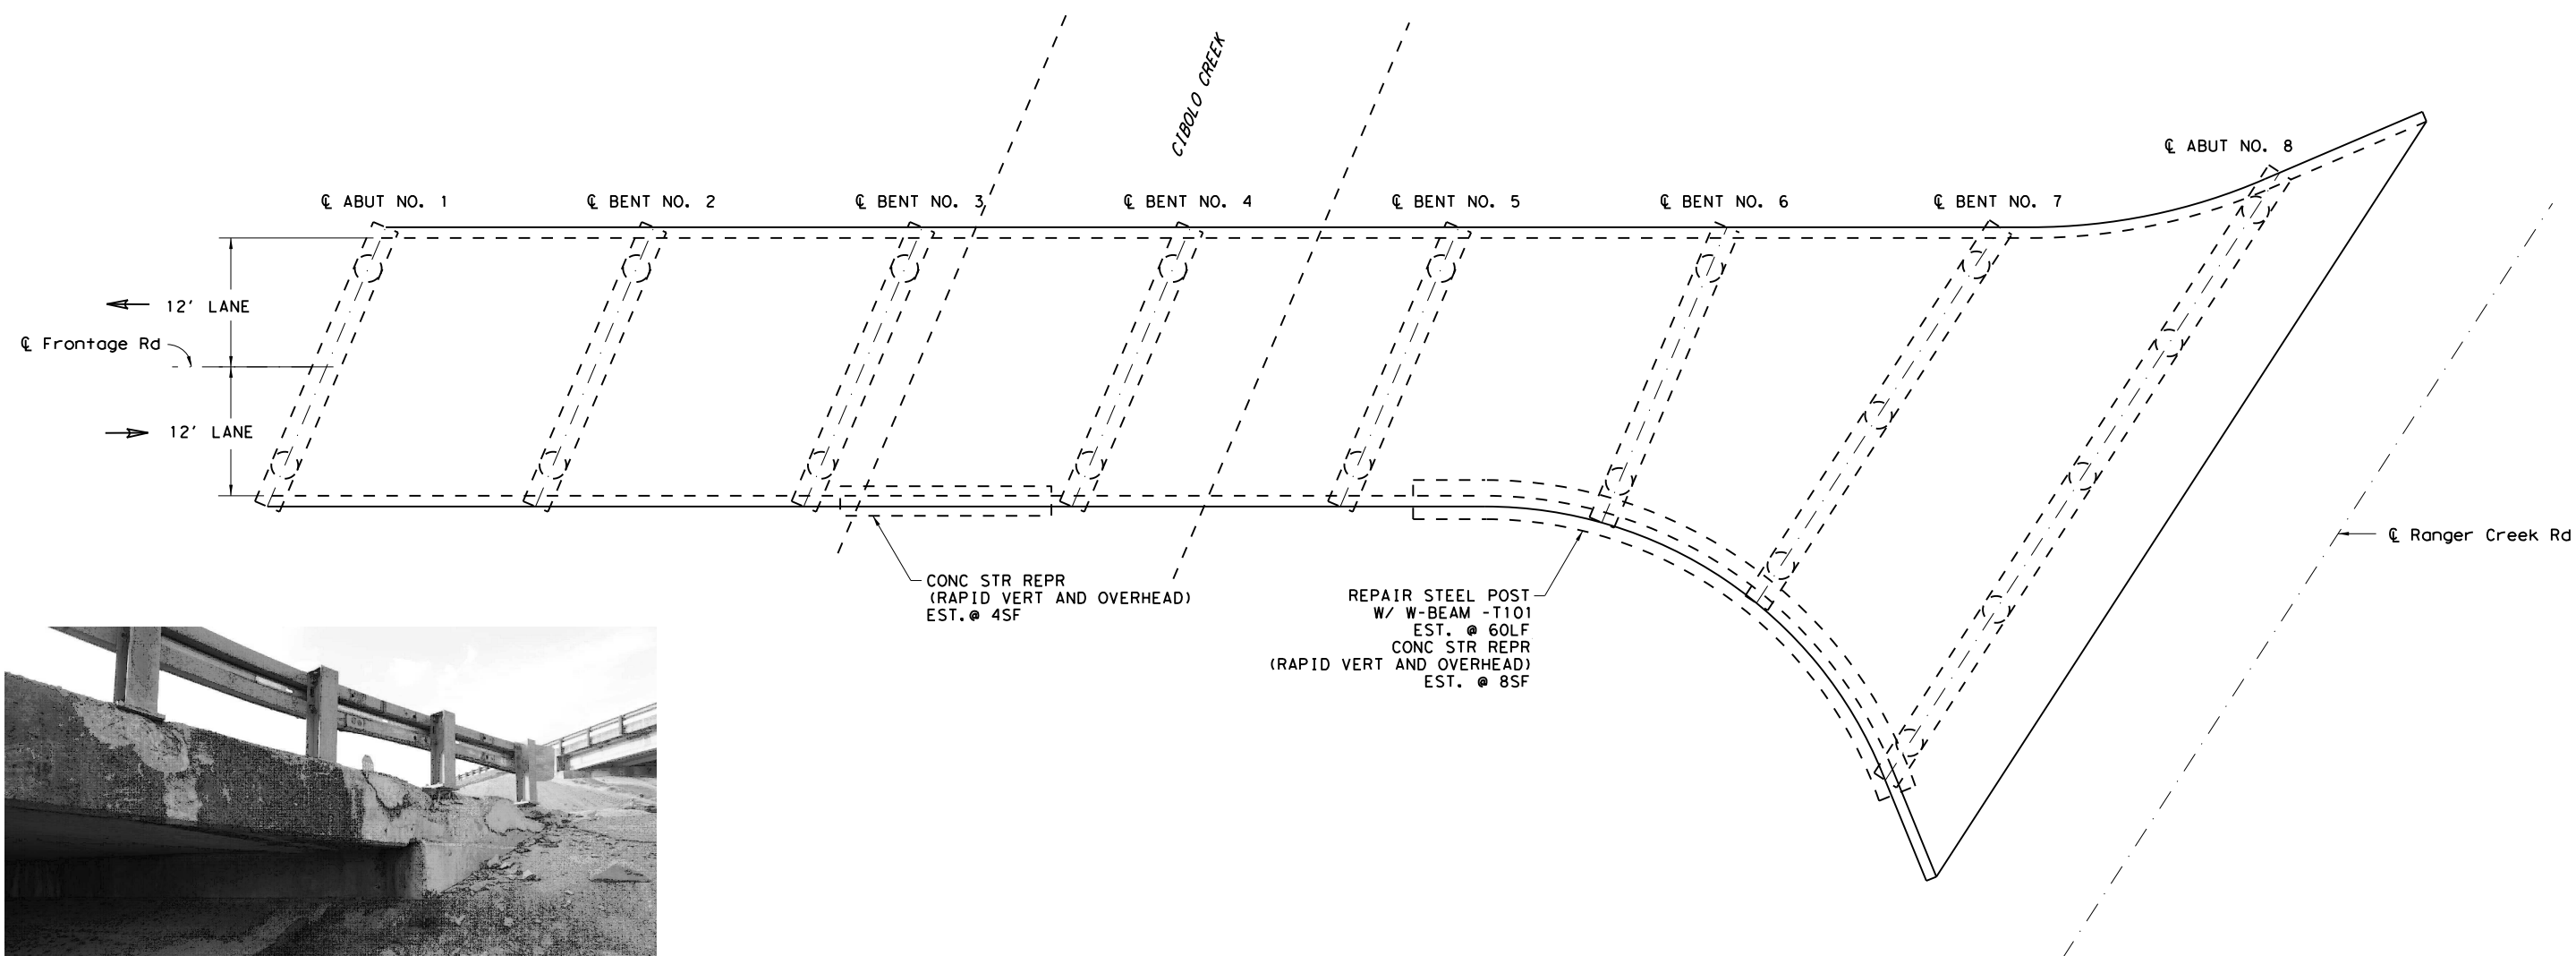 CIBOLO CREEK
℄ ABUT NO. 8
℄ ABUT NO. 1
℄ BENT NO. 2
℄ BENT NO. 3
℄ BENT NO. 4
℄ BENT NO. 5
℄ BENT NO. 6
℄ BENT NO. 7
12' LANE
℄ Frontage Rd
12' LANE
℄ Ranger Creek Rd
CONC STR REPR
(RAPID VERT AND OVERHEAD)
EST.@ 4SF
REPAIR STEEL POST
W/ W-BEAM -T101
EST. @ 60LF
CONC STR REPR
(RAPID VERT AND OVERHEAD)
EST. @ 8SF